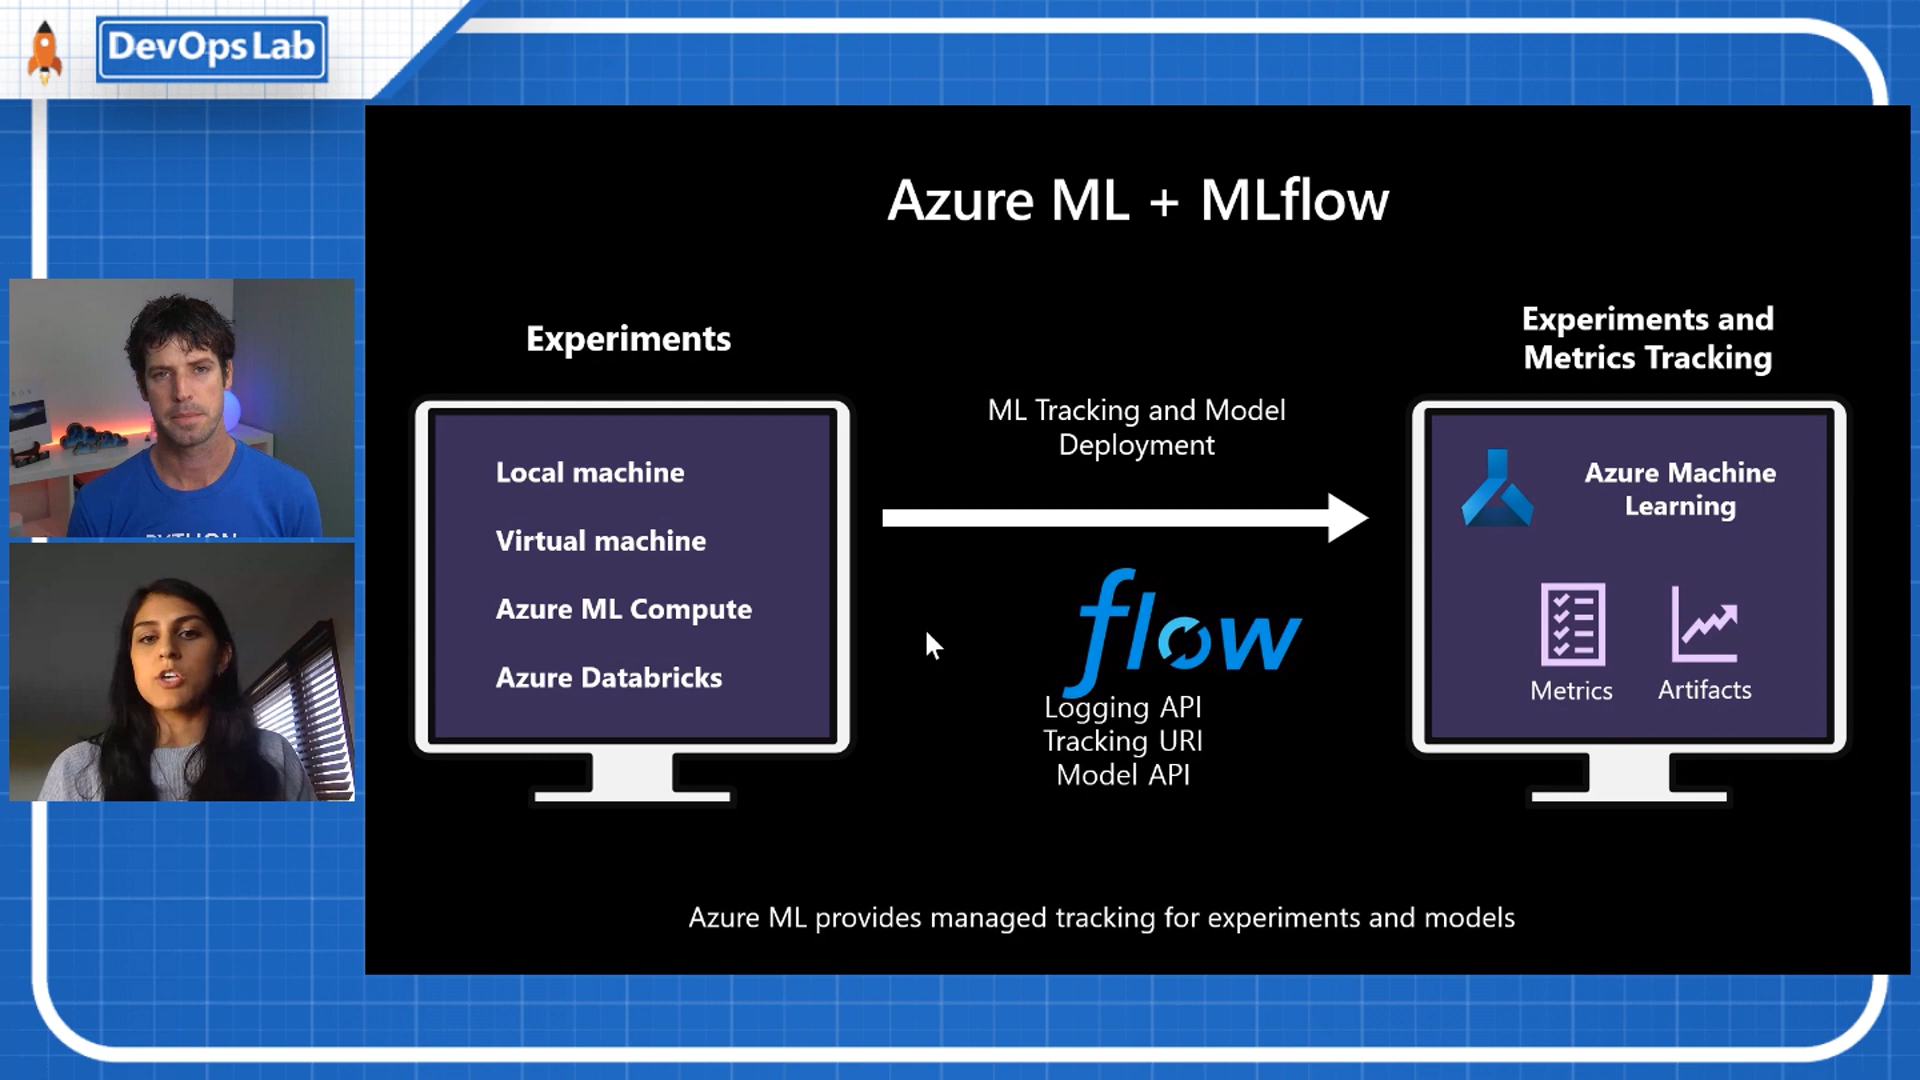 DevOps Lab
Azure ML + MLflow
Experiments
Local machine
Virtual machine
Azure ML Compute
Azure Databricks
ML Tracking and Model
Deployment
flow
Logging API
Tracking URI
Model API
Experiments and
Metrics Tracking
Azure Machine
Learning
Metrics
Artifacts
Azure ML provides managed tracking for experiments and models
PYTHON